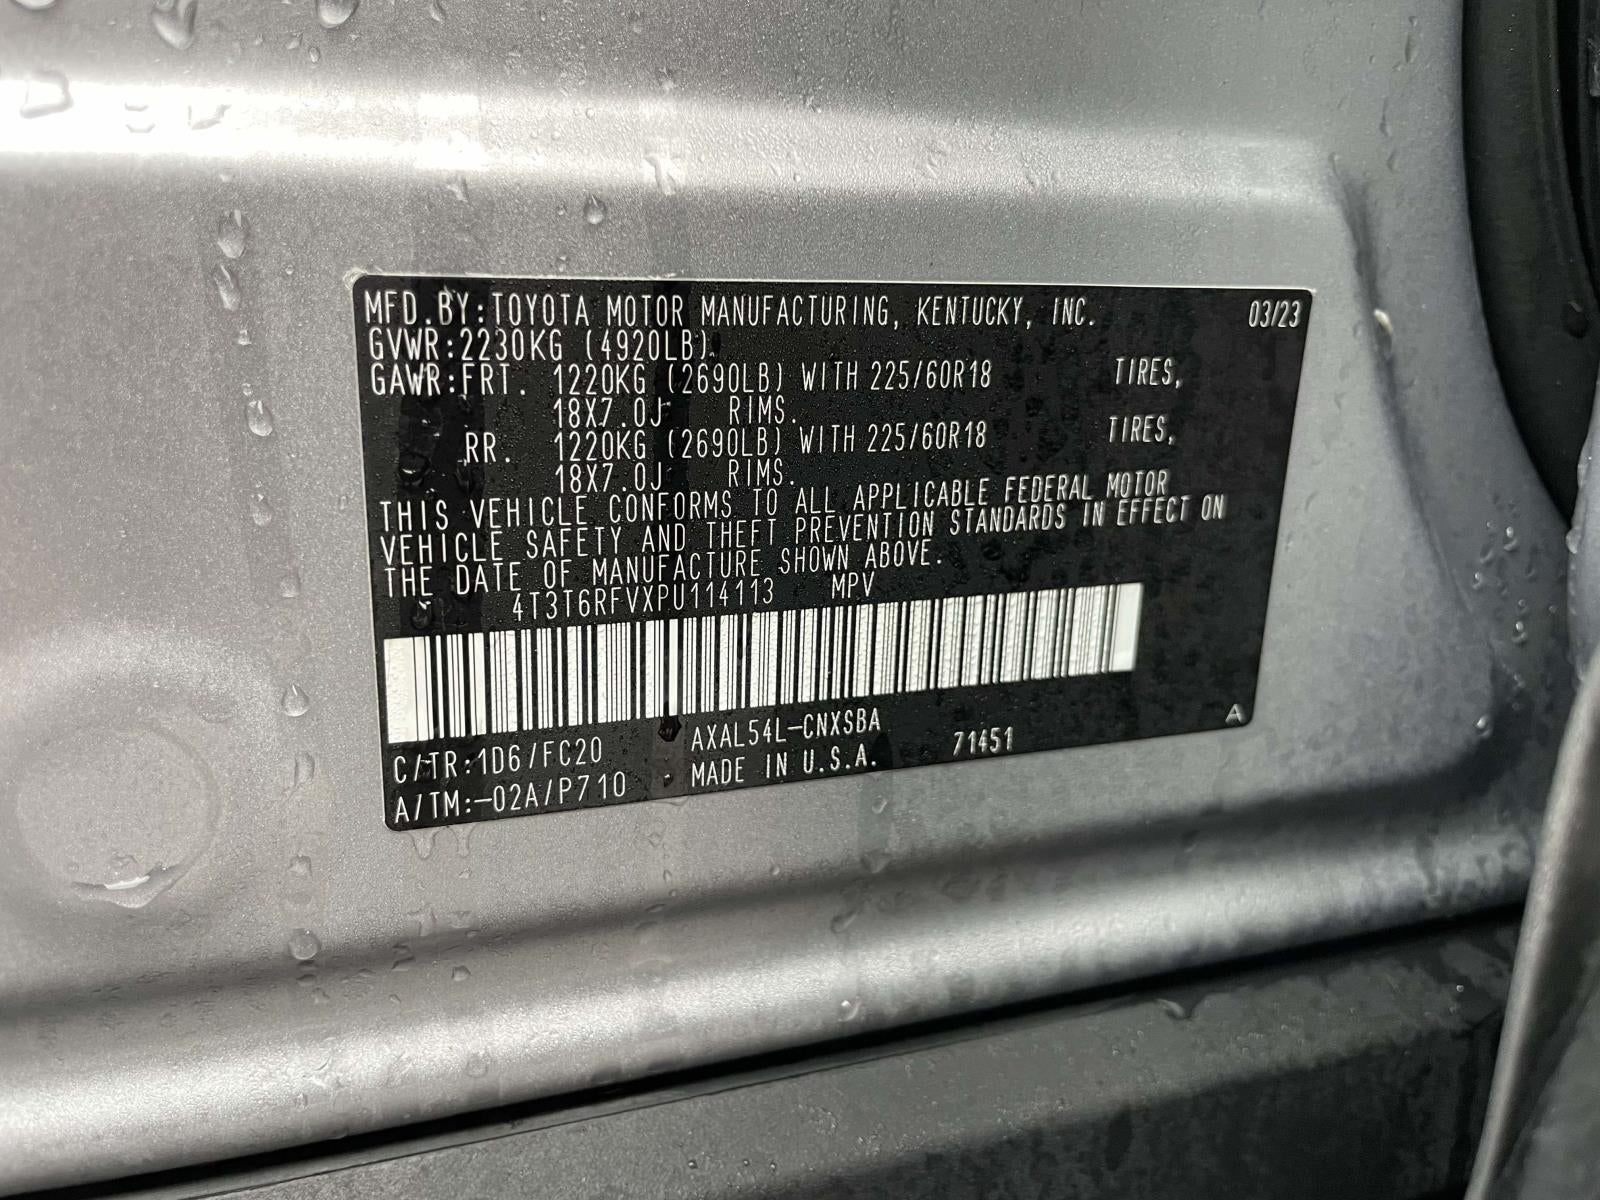 MFD.BY:TOYOTA MOTOR MANUFACTURING, KENTUCKY, INC. 03/23
GVWR:2230KG (4920LB)
GAWR:FRT. 1220KG (2690LB) WITH 225/60R18 TIRES,
18X7.0J RIMS.
RR. 1220KG (2690LB) WITH 225/60R18 TIRES,
18X7.0J RIMS.
THIS VEHICLE CONFORMS TO ALL APPLICABLE FEDERAL MOTOR
VEHICLE SAFETY AND THEFT PREVENTION STANDARDS IN EFFECT ON
THE DATE OF MANUFACTURE SHOWN ABOVE.
4T3T6RFVXPU114113 MPV
C/TR:1D6/FC20 AXAL54L-CNXSBA A
A/TM:-02A/P710 MADE IN U.S.A. 71451